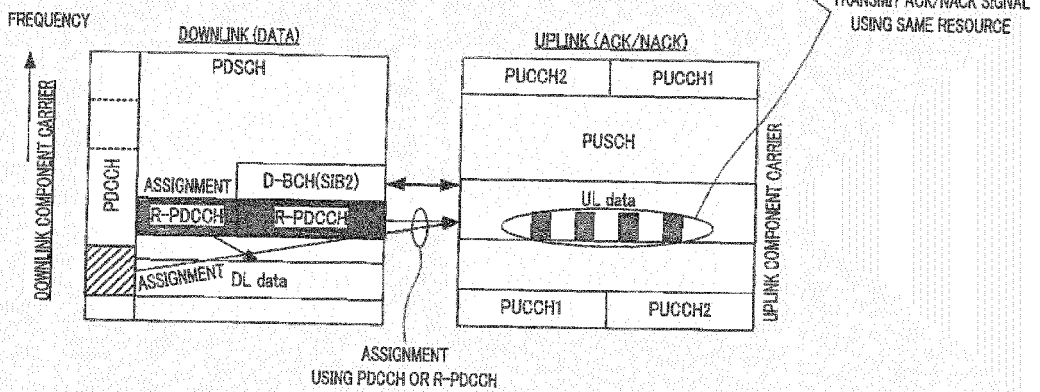 TRANSMIT ACK/NACK SIGNAL
USING SAME RESOURCE
FREQUENCY
DOWNLINK (DATA)
UPLINK (ACK/NACK)
DOWNLINK COMPONENT CARRIER
PDCCH
PDSCH
ASSIGNMENT
D-BCH(SIB2)
R-PDCCH
R-PDCCH
ASSIGNMENT
DL data
PUCCH2
PUCCH1
PUSCH
UL data
PUCCH1
PUCCH2
UPLINK COMPONENT CARRIER
ASSIGNMENT
USING PDCCH OR R-PDCCH